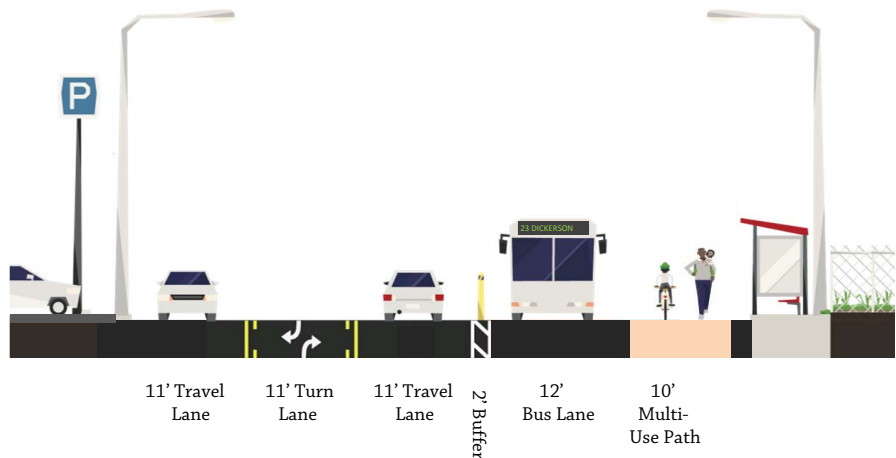 P
23 DICKERSON
11’ Travel
Lane
11’ Turn
Lane
11’ Travel
Lane
2’ Buffer
12’
Bus Lane
10’
Multi-
Use Path